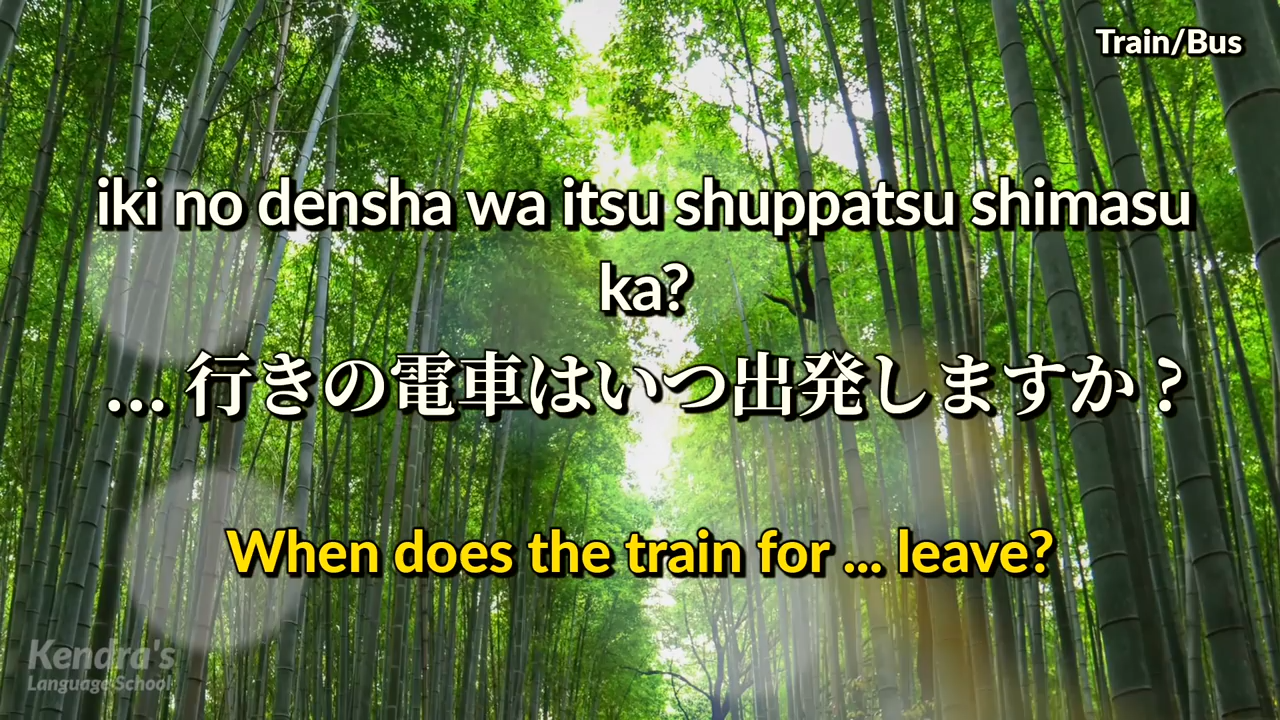 Train/Bus
iki no densha wa itsu shuppatsu shimasu
ka?
... 行きの電車はいつ出発しますか？
When does the train for ... leave?
Kendra's
Language School